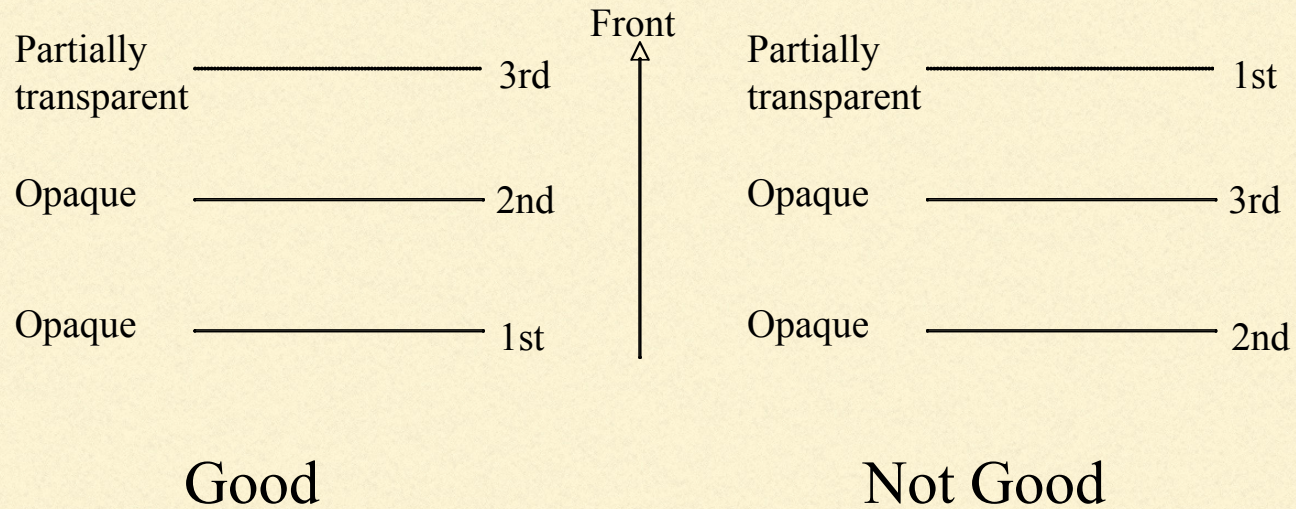 Front
Partially
transparent
3rd
Opaque
2nd
Opaque
1st
Good
Partially
transparent
1st
Opaque
3rd
Opaque
2nd
Not Good